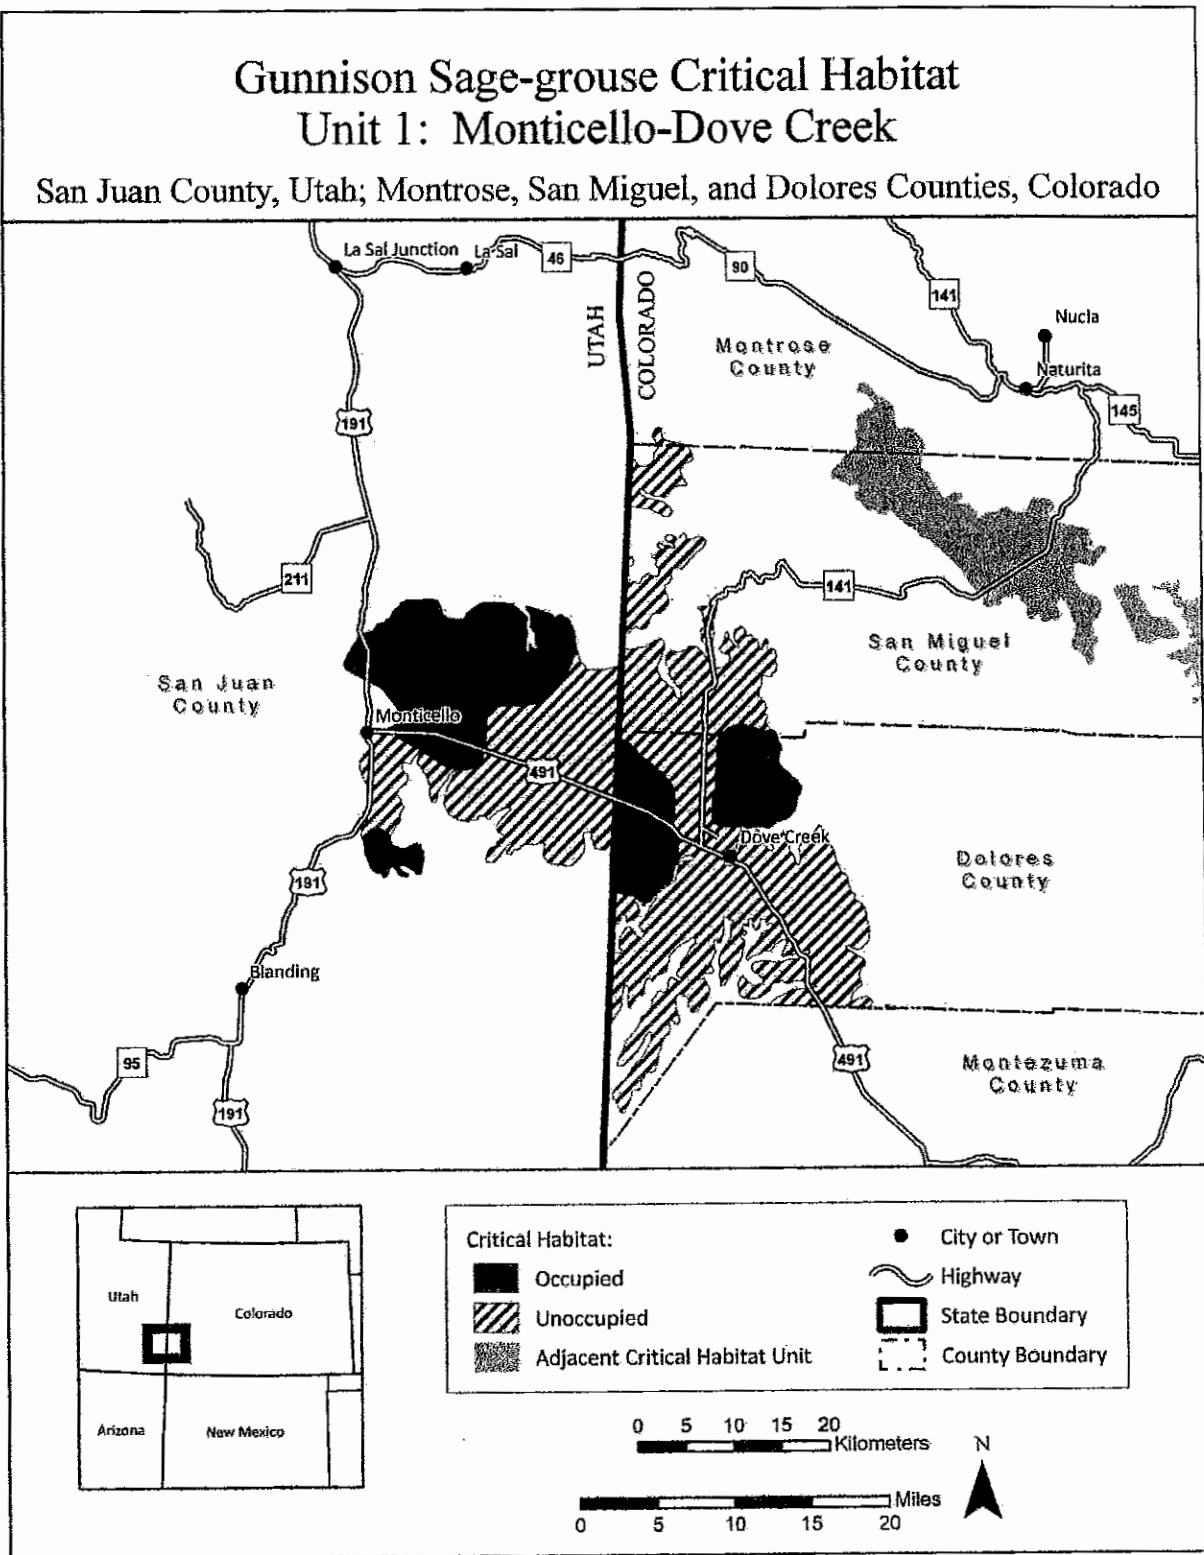 Gunnison Sage-grouse Critical Habitat
Unit 1: Monticello-Dove Creek
San Juan County, Utah; Montrose, San Miguel, and Dolores Counties, Colorado
La Sal Junction
La Sal
46
90
141
UTAH
COLORADO
Nucla
Montrose
County
Naturita
145
191
211
141
San Miguel
County
San Juan
County
Monticello
491
Dove Creek
Dolores
County
191
Blanding
95
491
Montezuma
County
191
Utah
Colorado
Arizona
New Mexico
Critical Habitat:
Occupied
Unoccupied
Adjacent Critical Habitat Unit
City or Town
Highway
State Boundary
County Boundary
0 5 10 15 20
Kilometers
N
Miles
0 5 10 15 20